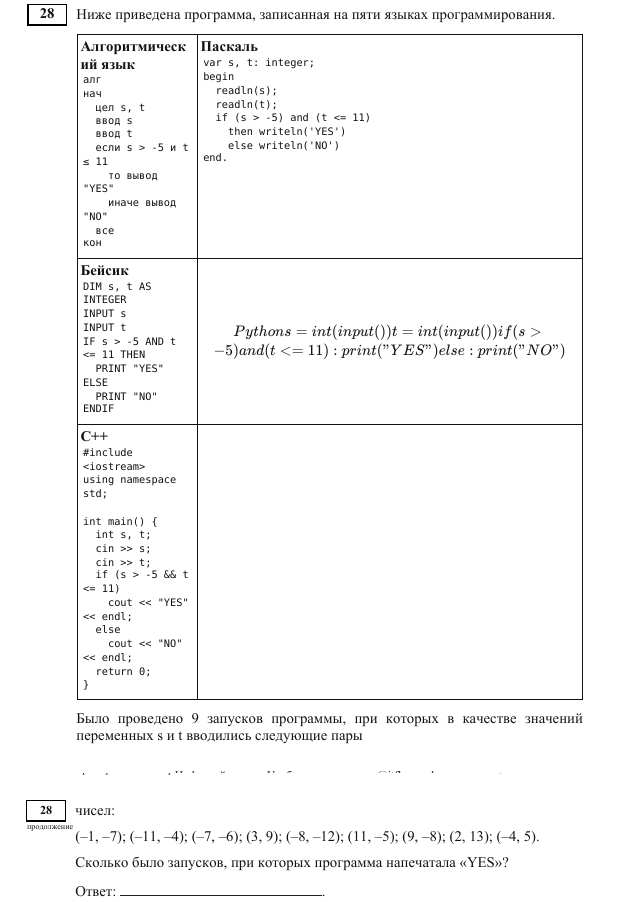 28 Ниже приведена программа, записанная на пяти языках программирования.
Алгоритмическ
ий язык
алг
нач
цел s, t
ввод s
ввод t
если s > -5 и t
≤ 11
то вывод
"YES"
иначе вывод
"NO"
все
кон
Паскаль
var s, t: integer;
begin
readln(s);
readln(t);
if (s > -5) and (t <= 11)
then writeln('YES')
else writeln('NO')
end.
Бейсик
DIM s, t AS
INTEGER
INPUT s
INPUT t
IF s > -5 AND t
<= 11 THEN
PRINT "YES"
ELSE
PRINT "NO"
ENDIF
Pythons = int(input())t = int(input())if(s >
−5)and(t <= 11) : print("YES")else : print("NO")
C++
#include
<iostream>
using namespace
std;
int main() {
int s, t;
cin >> s;
cin >> t;
if (s > -5 && t
<= 11)
cout << "YES"
<< endl;
else
cout << "NO"
<< endl;
return 0;
}
Было проведено 9 запусков программы, при которых в качестве значений
переменных s и t вводились следующие пары
28 чисел:
продолжение
(–1, –7); (–11, –4); (–7, –6); (3, 9); (–8, –12); (11, –5); (9, –8); (2, 13); (–4, 5).
Сколько было запусков, при которых программа напечатала «YES»?
Ответ: .